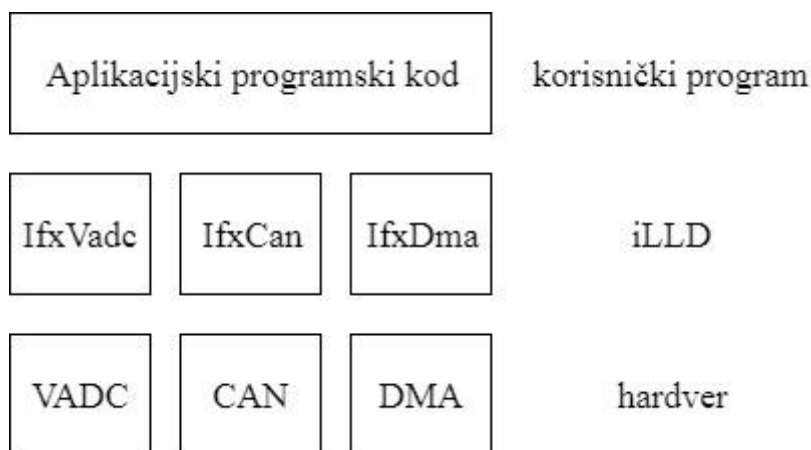 Aplikacijski programski kod korisnički program
IfxVadc IfxCan IfxDma iLLD
VADC CAN DMA hardver